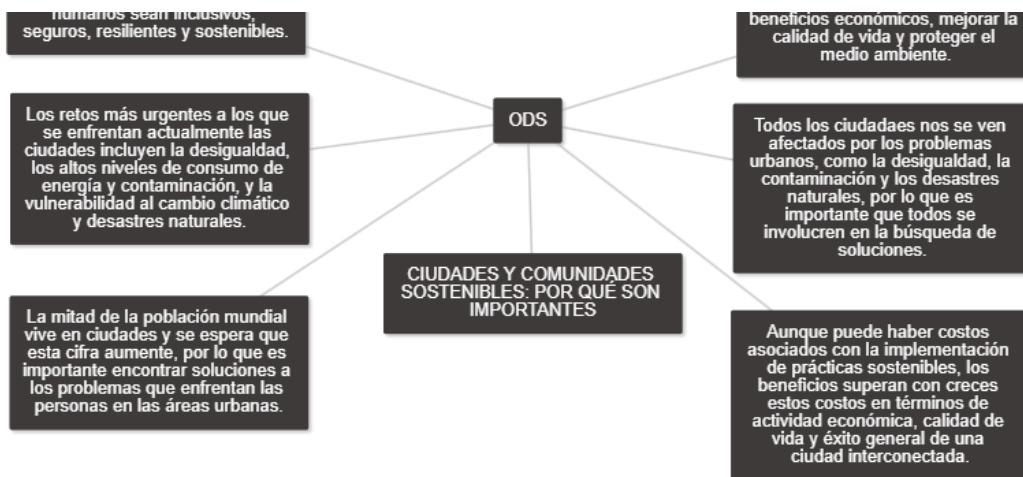 humanos sean inclusivos,
seguros, resilientes y sostenibles.
beneficios económicos, mejorar la
calidad de vida y proteger el
medio ambiente.
ODS
Los retos más urgentes a los que
se enfrentan actualmente las
ciudades incluyen la desigualdad,
los altos niveles de consumo de
energía y contaminación, y la
vulnerabilidad al cambio climático
y desastres naturales.
Todos los ciudadaes nos se ven
afectados por los problemas
urbanos, como la desigualdad, la
contaminación y los desastres
naturales, por lo que es
importante que todos se
involucren en la búsqueda de
soluciones.
CIUDADES Y COMUNIDADES
SOSTENIBLES: POR QUÉ SON
IMPORTANTES
La mitad de la población mundial
vive en ciudades y se espera que
esta cifra aumente, por lo que es
importante encontrar soluciones a
los problemas que enfrentan las
personas en las áreas urbanas.
Aunque puede haber costos
asociados con la implementación
de prácticas sostenibles, los
beneficios superan con creces
estos costos en términos de
actividad económica, calidad de
vida y éxito general de una
ciudad interconectada.